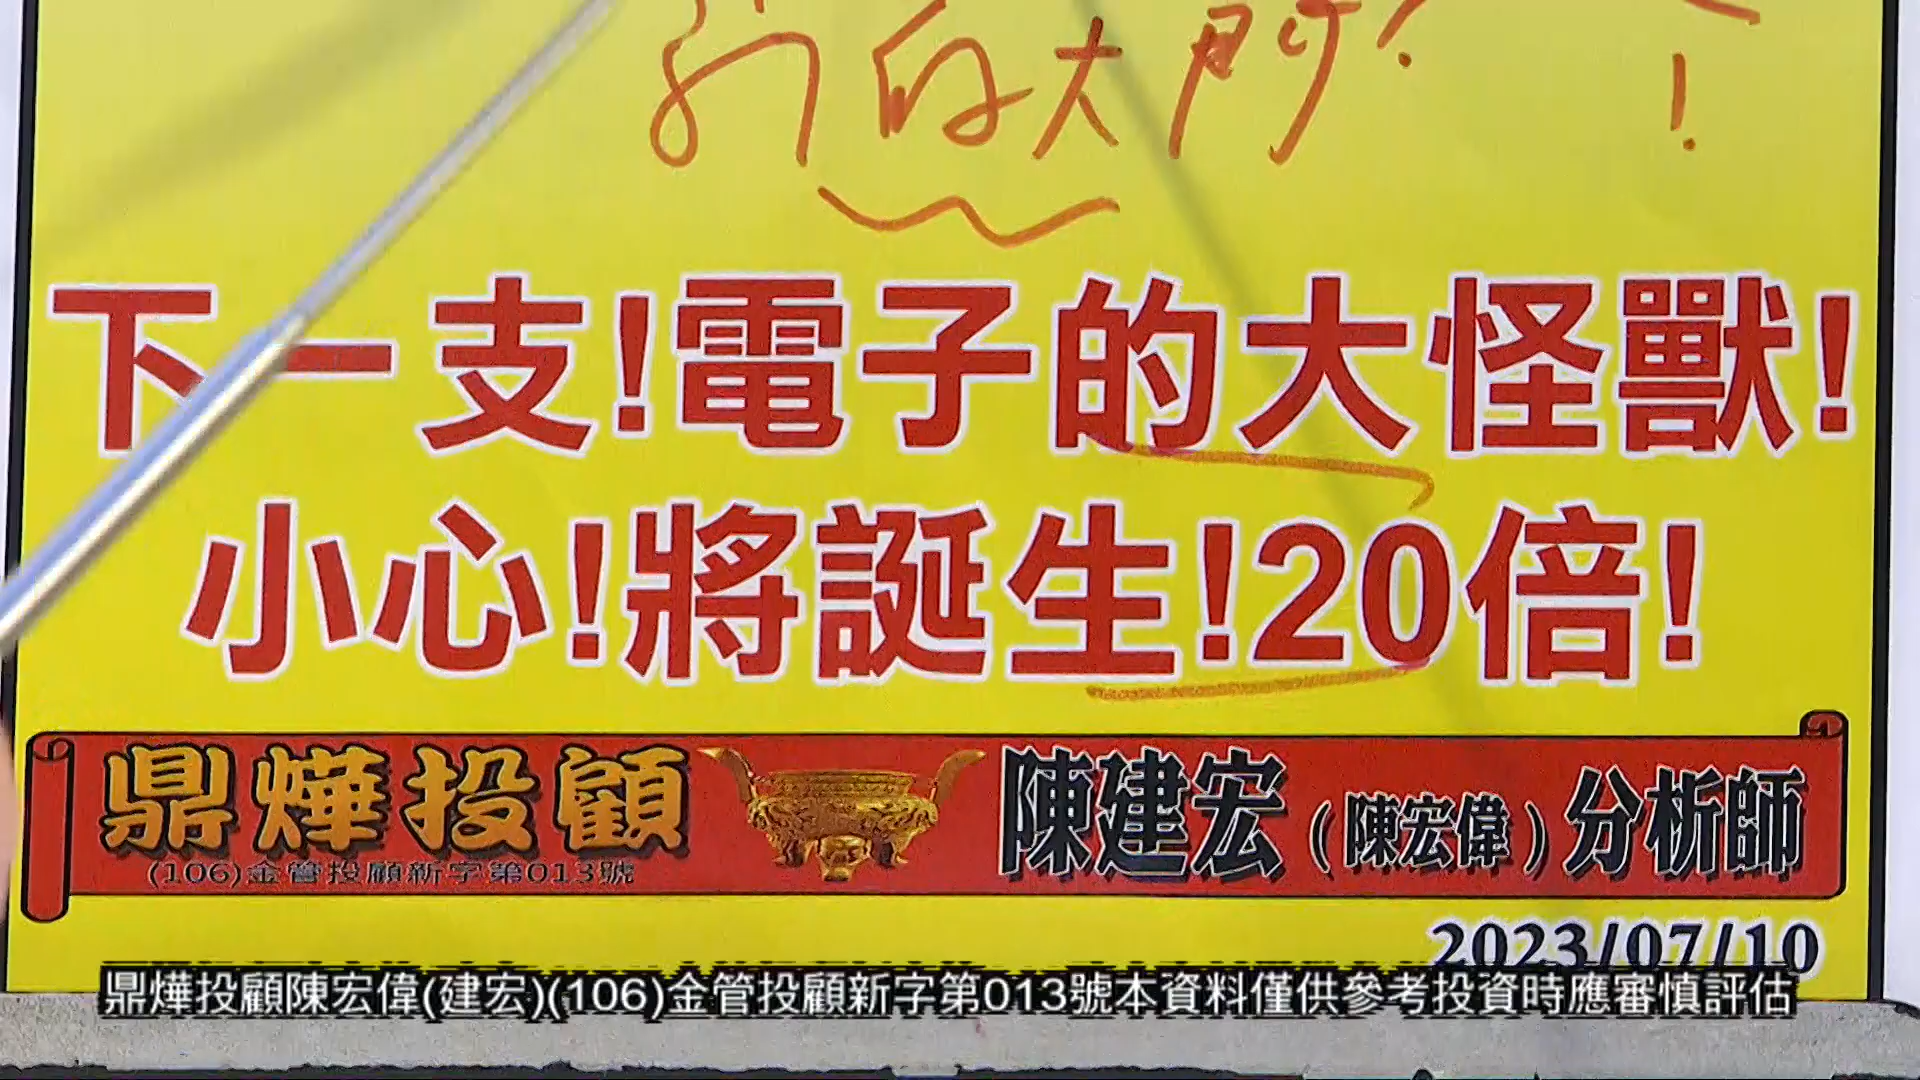 的大門?
!
下一支!電子的大怪獸!
小心!將誕生!20倍!
鼎燁投顧 陳建宏(陳宏偉)分析師
(106)金管投顧新字第013號
2023/07/10
鼎燁投顧陳宏偉(建宏)(106)金管投顧新字第013號本資料僅供參考投資時應審慎評估